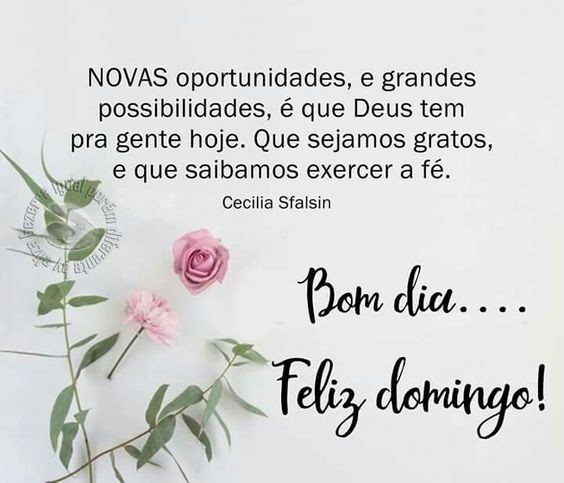 NOVAS oportunidades, e grandes
possibilidades, é que Deus tem
pra gente hoje. Que sejamos gratos,
e que saibamos exercer a fé.
Cecilia Sfalsin
Bom dia....
Feliz domingo!